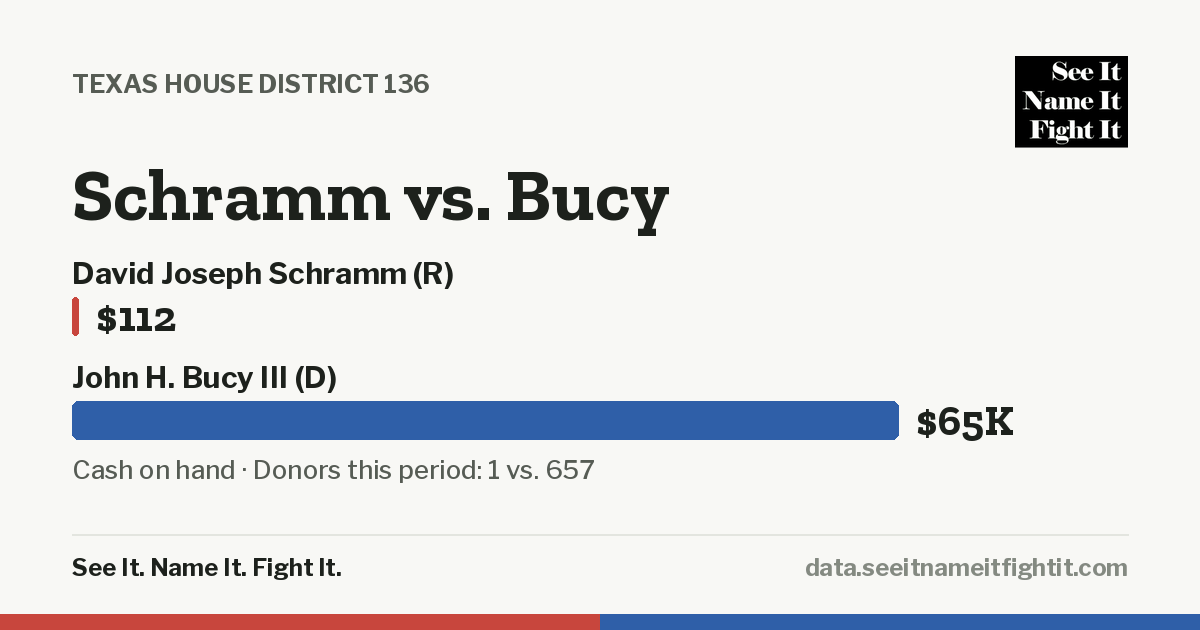 TEXAS HOUSE DISTRICT 136
See It
Name It
Fight It
Schramm vs. Bucy
David Joseph Schramm (R)
$112
John H. Bucy III (D)
$65K
Cash on hand · Donors this period: 1 vs. 657
See It. Name It. Fight It.
data.seeitnameitfightit.com